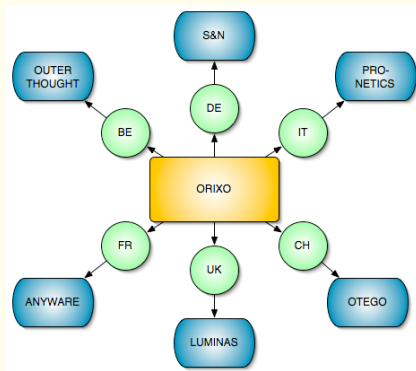 S&N
OUTER
THOUGHT
PRO-
NETICS
DE
BE
IT
ORIXO
FR
CH
UK
ANYWARE
OTEGO
LUMINAS